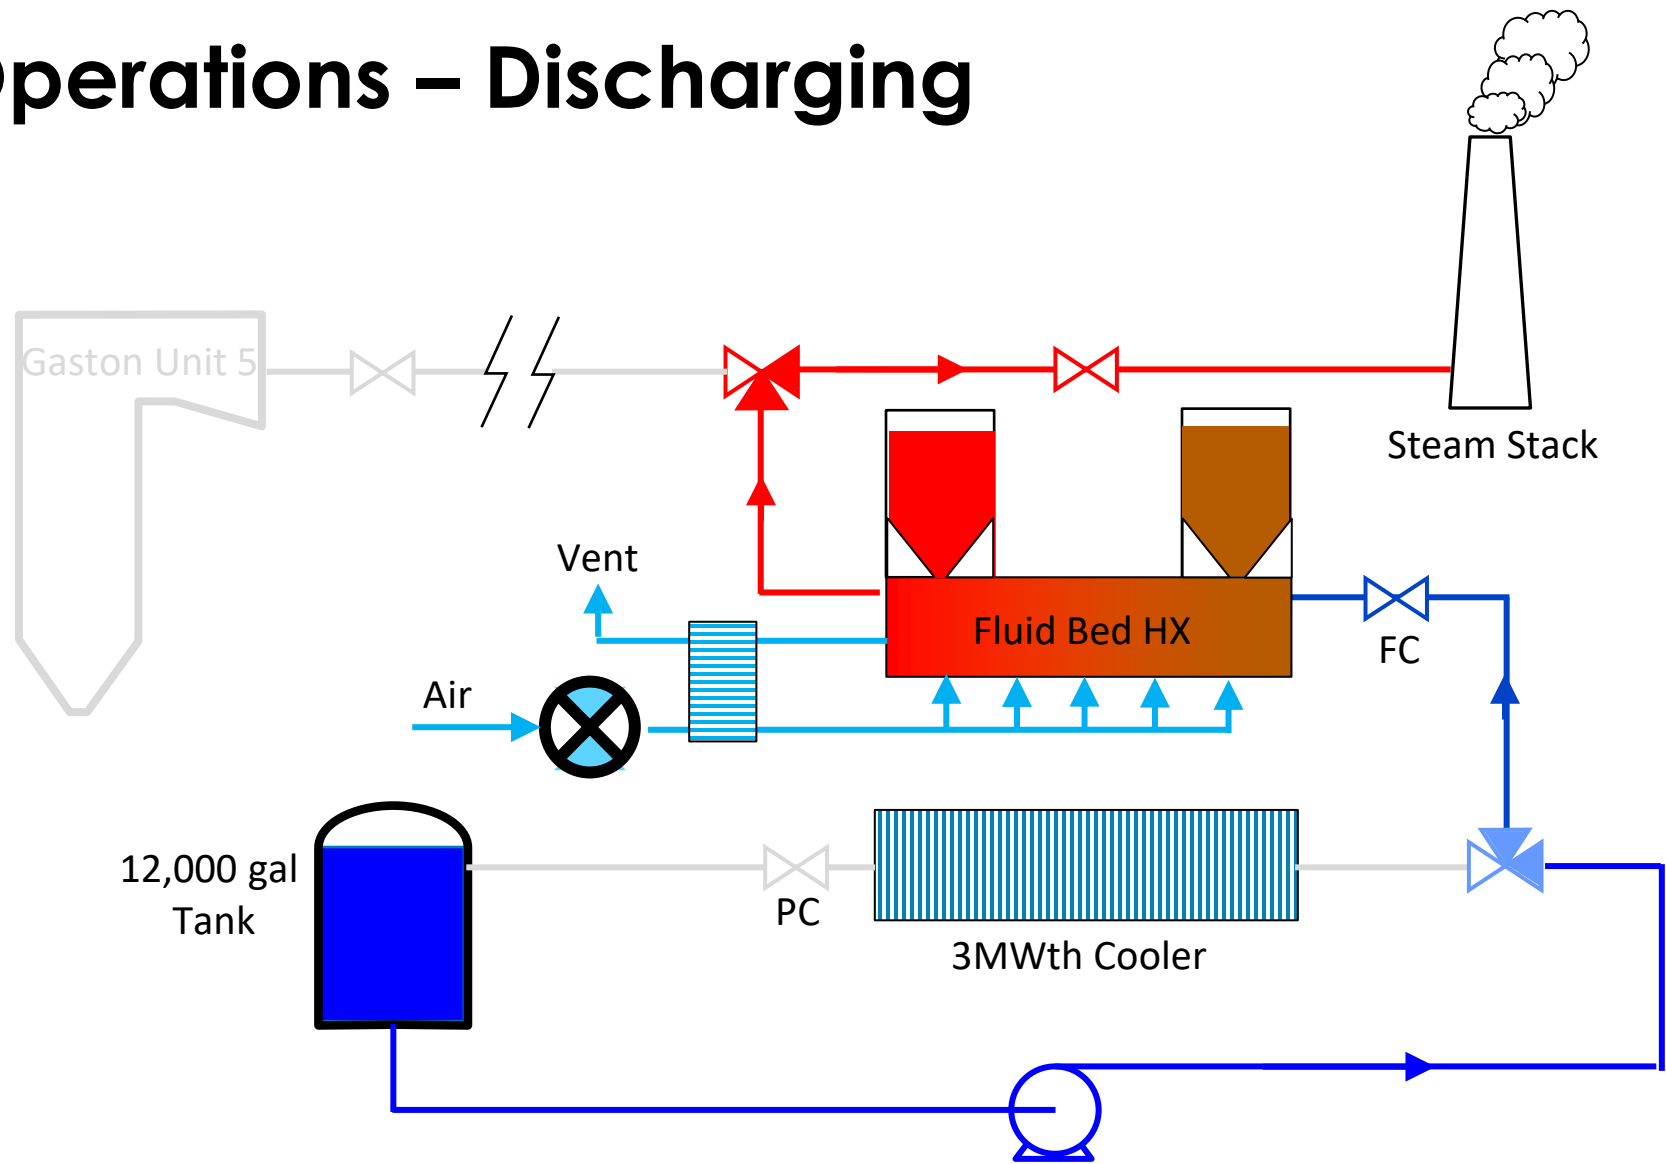 perations – Discharging
Gaston Unit 5
Steam Stack
Vent
Fluid Bed HX
FC
Air
12,000 gal
Tank
PC
3MWth Cooler